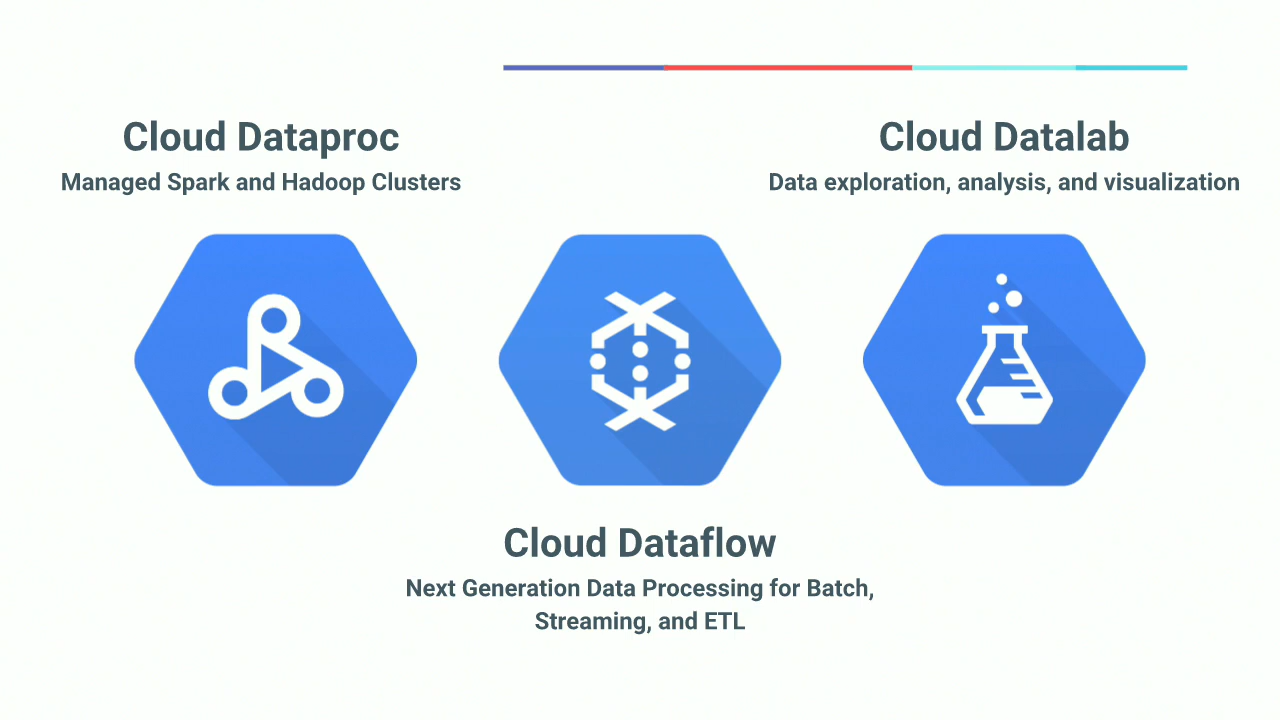 Cloud Dataproc
Managed Spark and Hadoop Clusters
Cloud Datalab
Data exploration, analysis, and visualization
Cloud Dataflow
Next Generation Data Processing for Batch,
Streaming, and ETL